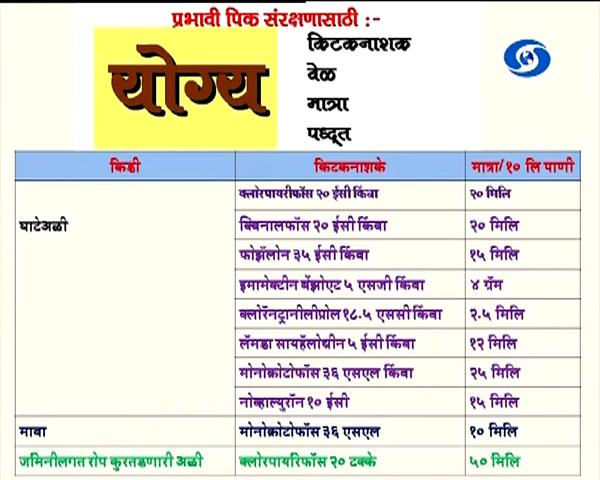 प्रभावी पिक संरक्षणासाठी :-
योग्य
किटकनाशक
वेळ
मात्रा
पध्द्त
किडी किटकनाशके मात्रा/१० लि पाणी
घाटेअळी क्लोरपायरीफॉस २० ईसी किंवा २० मिलि
क्विनालफॉस २० ईसी किंवा २० मिलि
फोझॅलोन ३५ ईसी किंवा १५ मिलि
इमामेक्टीन बेंझोएट ५ एसजी किंवा ४ ग्रॅम
क्लोरॅनट्रानीलीप्रोल १८.५ एससी किंवा २.५ मिलि
लॅमडा सायहॅलोथ्रीन ५ ईसी किंवा १२ मिलि
मोनोक्रोटोफॉस ३६ एसएल किंवा २५ मिलि
नोव्हाल्युरॉन १० ईसी १५ मिलि
मावा मोनोक्रोटोफॉस ३६ एसएल १० मिलि
जमिनीलगत रोप कुरतडणारी अळी क्लोरपायरिफॉस २० टक्के ५० मिलि